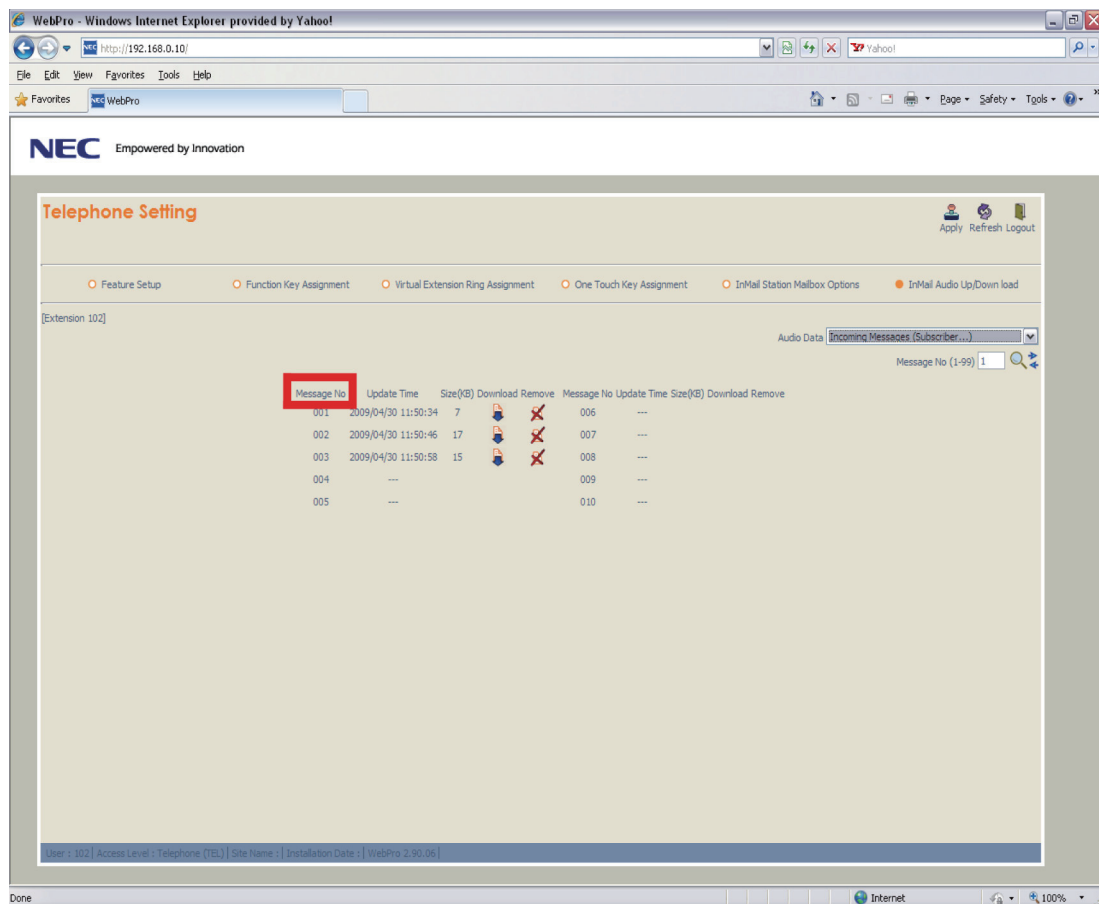 WebPro - Windows Internet Explorer provided by Yahoo!
NEC http://192.168.0.10/ Yahoo!
File Edit View Favorites Tools Help
Favorites NEC WebPro Page Safety Tools
NEC Empowered by Innovation
Telephone Setting
Apply Refresh Logout
Feature Setup Function Key Assignment Virtual Extension Ring Assignment One Touch Key Assignment InMail Station Mailbox Options InMail Audio Up/Down load
[Extension 102]
Audio Data Incoming Messages (Subscriber...)
Message No (1-99) 1
Message No Update Time Size(KB) Download Remove Message No Update Time Size(KB) Download Remove
001 2009/04/30 11:50:34 7 006 ---
002 2009/04/30 11:50:46 17 007 ---
003 2009/04/30 11:50:58 15 008 ---
004 --- 009 ---
005 --- 010 ---
User : 102 | Access Level : Telephone (TEL) | Site Name : | Installation Date : | WebPro 2.90.06 |
Done Internet 100%